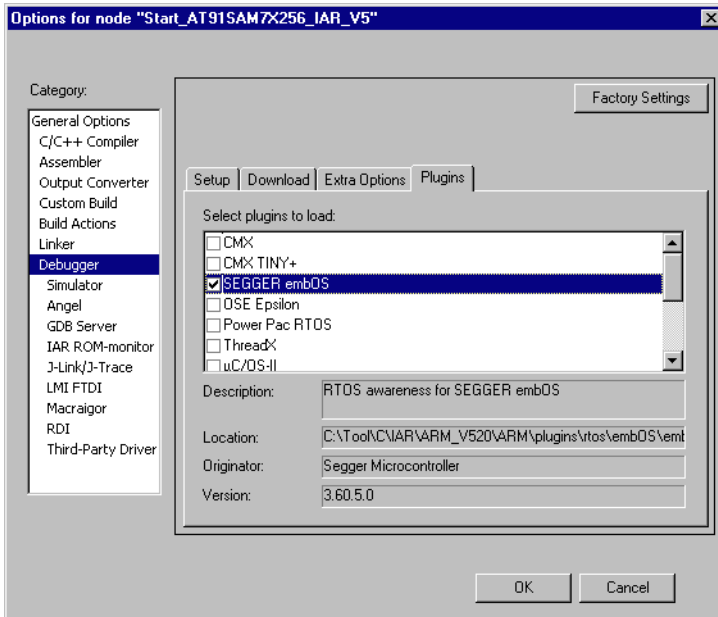 Options for node "Start_AT91SAM7X256_IAR_V5"
Category:
Factory Settings
General Options
C/C++ Compiler
Assembler
Output Converter
Custom Build
Build Actions
Linker
Debugger
Simulator
Angel
GDB Server
IAR ROM-monitor
J-Link/J-Trace
LMI FTDI
Macraigor
RDI
Third-Party Driver
Setup
Download
Extra Options
Plugins
Select plugins to load:
CMX
CMX TINY+
SEGGER embOS
OSE Epsilon
Power Pac RTOS
ThreadX
µC/OS-II
Description:
RTOS awareness for SEGGER embOS
Location:
C:\Tool\C\IAR\ARM_V520\ARM\plugins\rtos\embOS\emb
Originator:
Segger Microcontroller
Version:
3.60.5.0
OK
Cancel